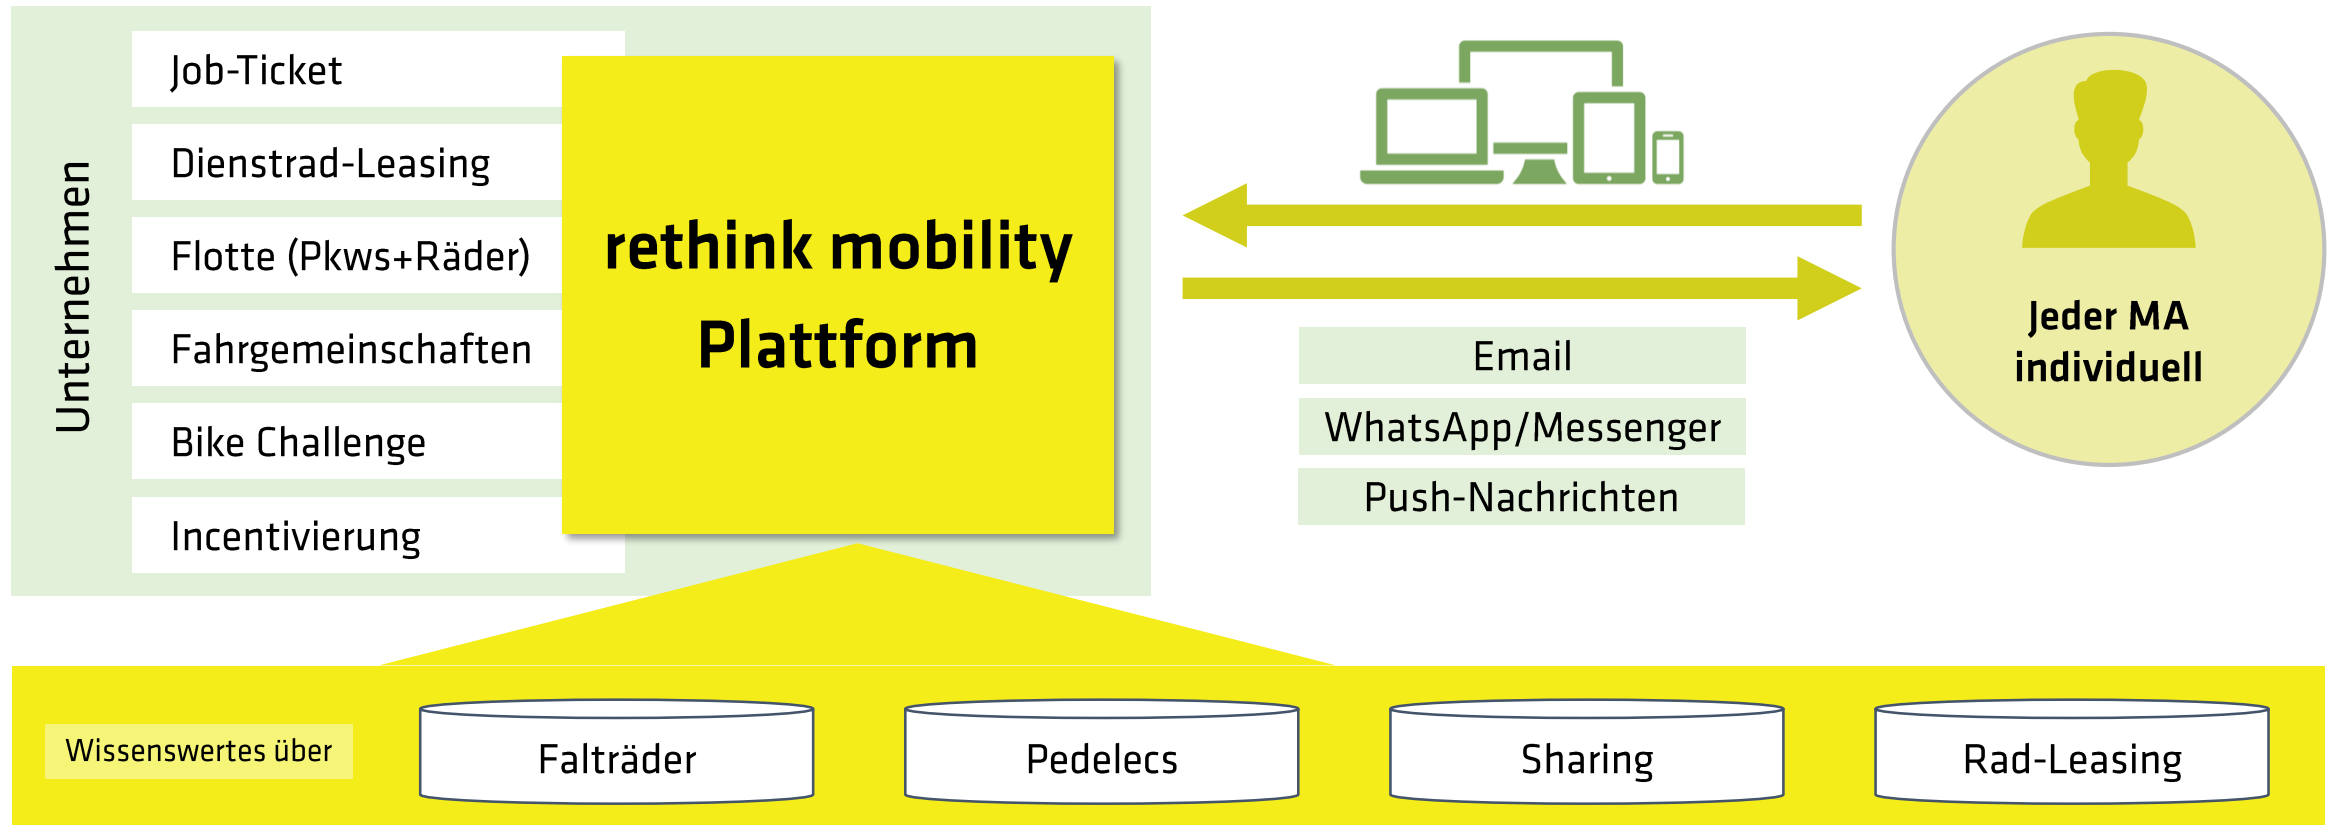 Unternehmen
Job-Ticket
Dienstrad-Leasing
Flotte (Pkws+Räder)
Fahrgemeinschaften
Bike Challenge
Incentivierung
rethink mobility
Plattform
Email
WhatsApp/Messenger
Push-Nachrichten
Jeder MA
individuell
Wissenswertes über
Falträder
Pedelecs
Sharing
Rad-Leasing